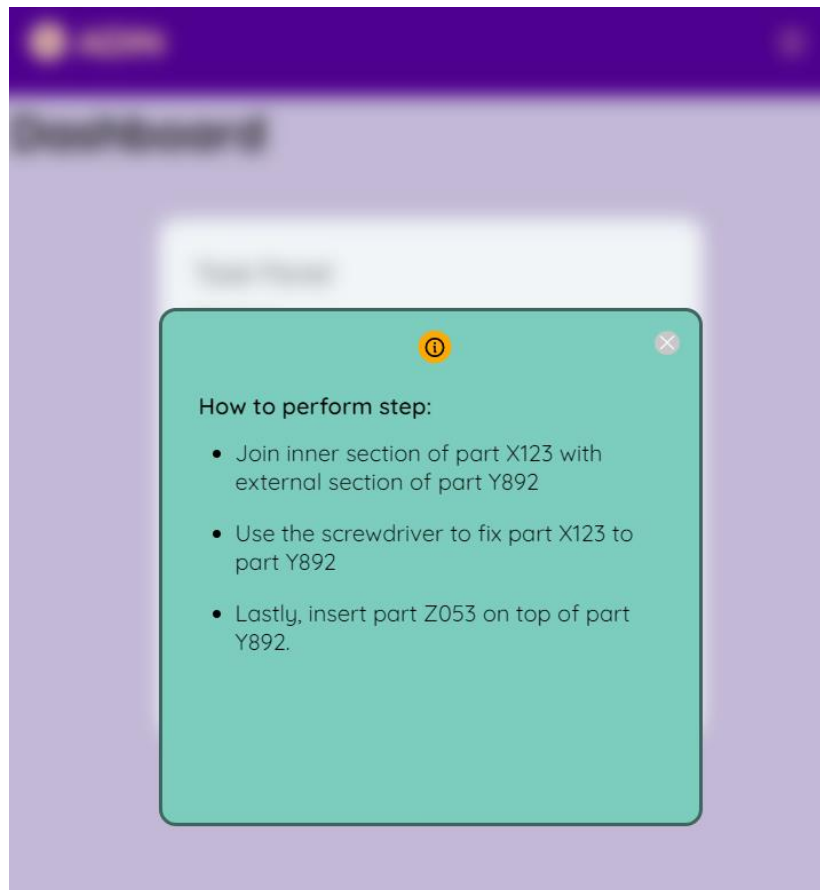 Dashboard
How to perform step:
Join inner section of part X123 with
external section of part Y892
Use the screwdriver to fix part X123 to
part Y892
Lastly, insert part Z053 on top of part
Y892.